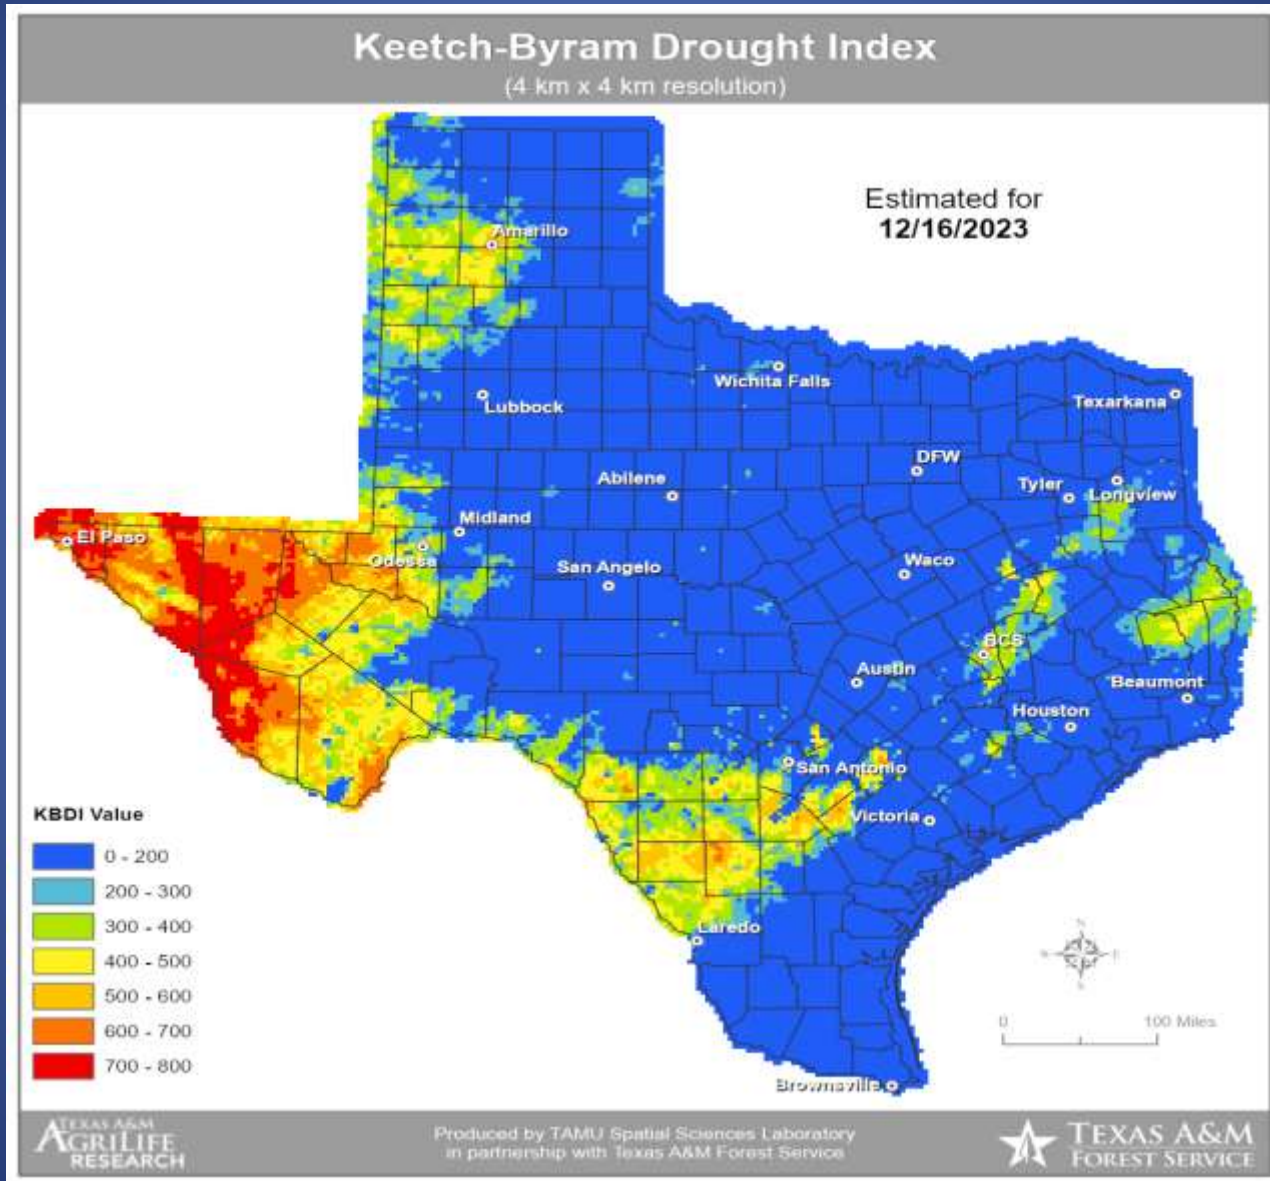 Keetch-Byram Drought Index
(4 km x 4 km resolution)
Estimated for
12/16/2023
Amarillo
Wichita Falls
Lubbock
Texarkana
DFW
Abilene
Tyler
Longview
Midland
El Paso
Odessa
San Angelo
Waco
BCS
Austin
Beaumont
Houston
San Antonio
Victoria
Laredo
Brownsville
KBDI Value
0 - 200
200 - 300
300 - 400
400 - 500
500 - 600
600 - 700
700 - 800
N
W
E
S
0 100 Miles
TEXAS A&M
AGRILIFE
RESEARCH
Produced by TAMU Spatial Sciences Laboratory
in partnership with Texas A&M Forest Service
TEXAS A&M
FOREST SERVICE